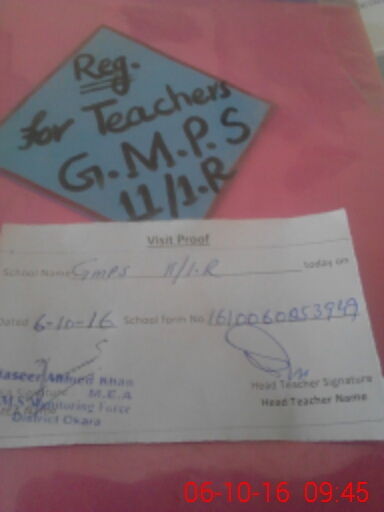 Reg.
for Teachers
G.M.P.S
11/1.R
Visit Proof
School Name GMPS 11/1.R today on
Dated 6-10-16 School form No
Ahmed Khan
M.E.A
Monitoring
District Okara
Head Teacher Signature
Head Teacher Name
06-10-16 09:45